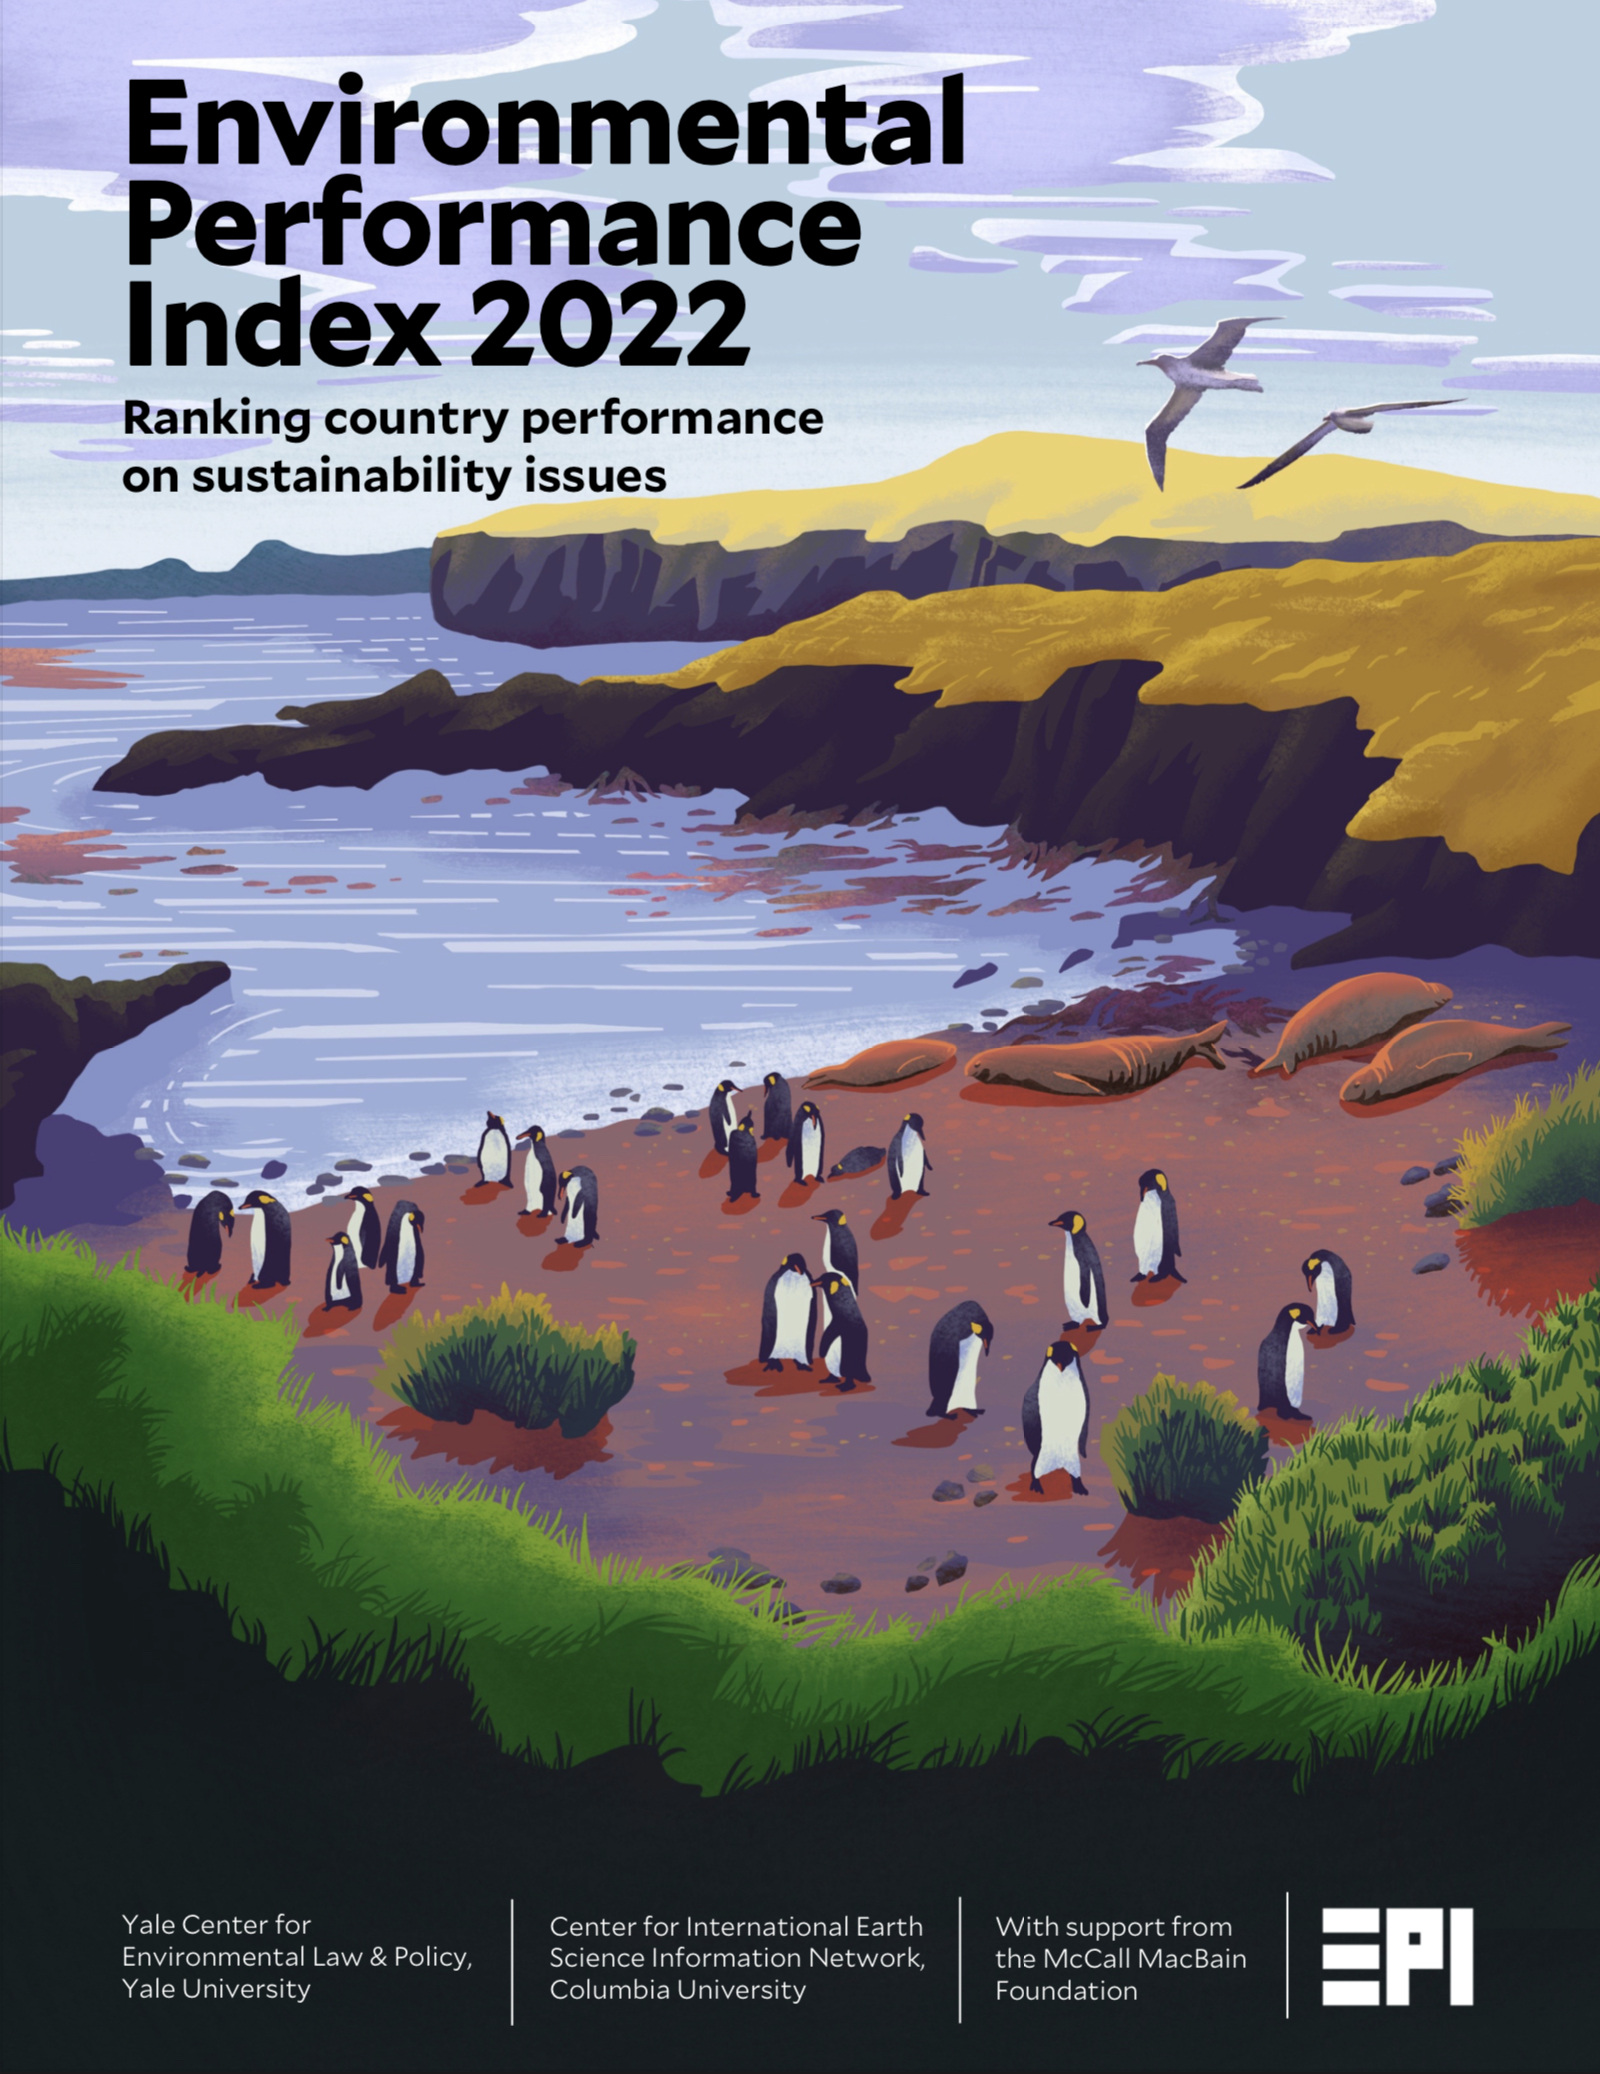 Environmental
Performance
Index 2022
Ranking country performance
on sustainability issues
Yale Center for
Environmental Law & Policy,
Yale University
Center for International Earth
Science Information Network,
Columbia University
With support from
the McCall MacBain
Foundation
EPI